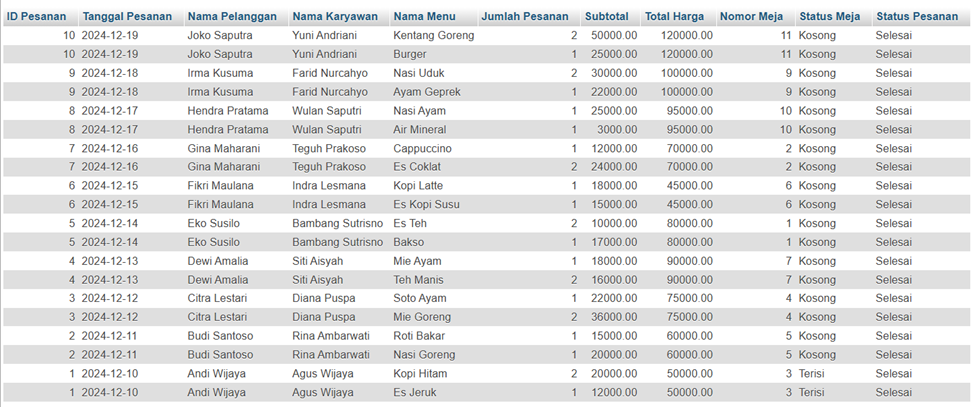 ID Pesanan Tanggal Pesanan Nama Pelanggan Nama Karyawan Nama Menu Jumlah Pesanan Subtotal Total Harga Nomor Meja Status Meja Status Pesanan
10 2024-12-19 Joko Saputra Yuni Andriani Kentang Goreng 2 50000.00 120000.00 11 Kosong Selesai
10 2024-12-19 Joko Saputra Yuni Andriani Burger 1 25000.00 120000.00 11 Kosong Selesai
9 2024-12-18 Irma Kusuma Farid Nurcahyo Nasi Uduk 2 30000.00 100000.00 9 Kosong Selesai
9 2024-12-18 Irma Kusuma Farid Nurcahyo Ayam Geprek 1 22000.00 100000.00 9 Kosong Selesai
8 2024-12-17 Hendra Pratama Wulan Saputri Nasi Ayam 1 25000.00 95000.00 10 Kosong Selesai
8 2024-12-17 Hendra Pratama Wulan Saputri Air Mineral 1 3000.00 95000.00 10 Kosong Selesai
7 2024-12-16 Gina Maharani Teguh Prakoso Cappuccino 1 12000.00 70000.00 2 Kosong Selesai
7 2024-12-16 Gina Maharani Teguh Prakoso Es Coklat 2 24000.00 70000.00 2 Kosong Selesai
6 2024-12-15 Fikri Maulana Indra Lesmana Kopi Latte 1 18000.00 45000.00 6 Kosong Selesai
6 2024-12-15 Fikri Maulana Indra Lesmana Es Kopi Susu 1 15000.00 45000.00 6 Kosong Selesai
5 2024-12-14 Eko Susilo Bambang Sutrisno Es Teh 2 10000.00 80000.00 1 Kosong Selesai
5 2024-12-14 Eko Susilo Bambang Sutrisno Bakso 1 17000.00 80000.00 1 Kosong Selesai
4 2024-12-13 Dewi Amalia Siti Aisyah Mie Ayam 1 18000.00 90000.00 7 Kosong Selesai
4 2024-12-13 Dewi Amalia Siti Aisyah Teh Manis 2 16000.00 90000.00 7 Kosong Selesai
3 2024-12-12 Citra Lestari Diana Puspa Soto Ayam 1 22000.00 75000.00 4 Kosong Selesai
3 2024-12-12 Citra Lestari Diana Puspa Mie Goreng 2 36000.00 75000.00 4 Kosong Selesai
2 2024-12-11 Budi Santoso Rina Ambarwati Roti Bakar 1 15000.00 60000.00 5 Kosong Selesai
2 2024-12-11 Budi Santoso Rina Ambarwati Nasi Goreng 1 20000.00 60000.00 5 Kosong Selesai
1 2024-12-10 Andi Wijaya Agus Wijaya Kopi Hitam 2 20000.00 50000.00 3 Terisi Selesai
1 2024-12-10 Andi Wijaya Agus Wijaya Es Jeruk 1 12000.00 50000.00 3 Terisi Selesai